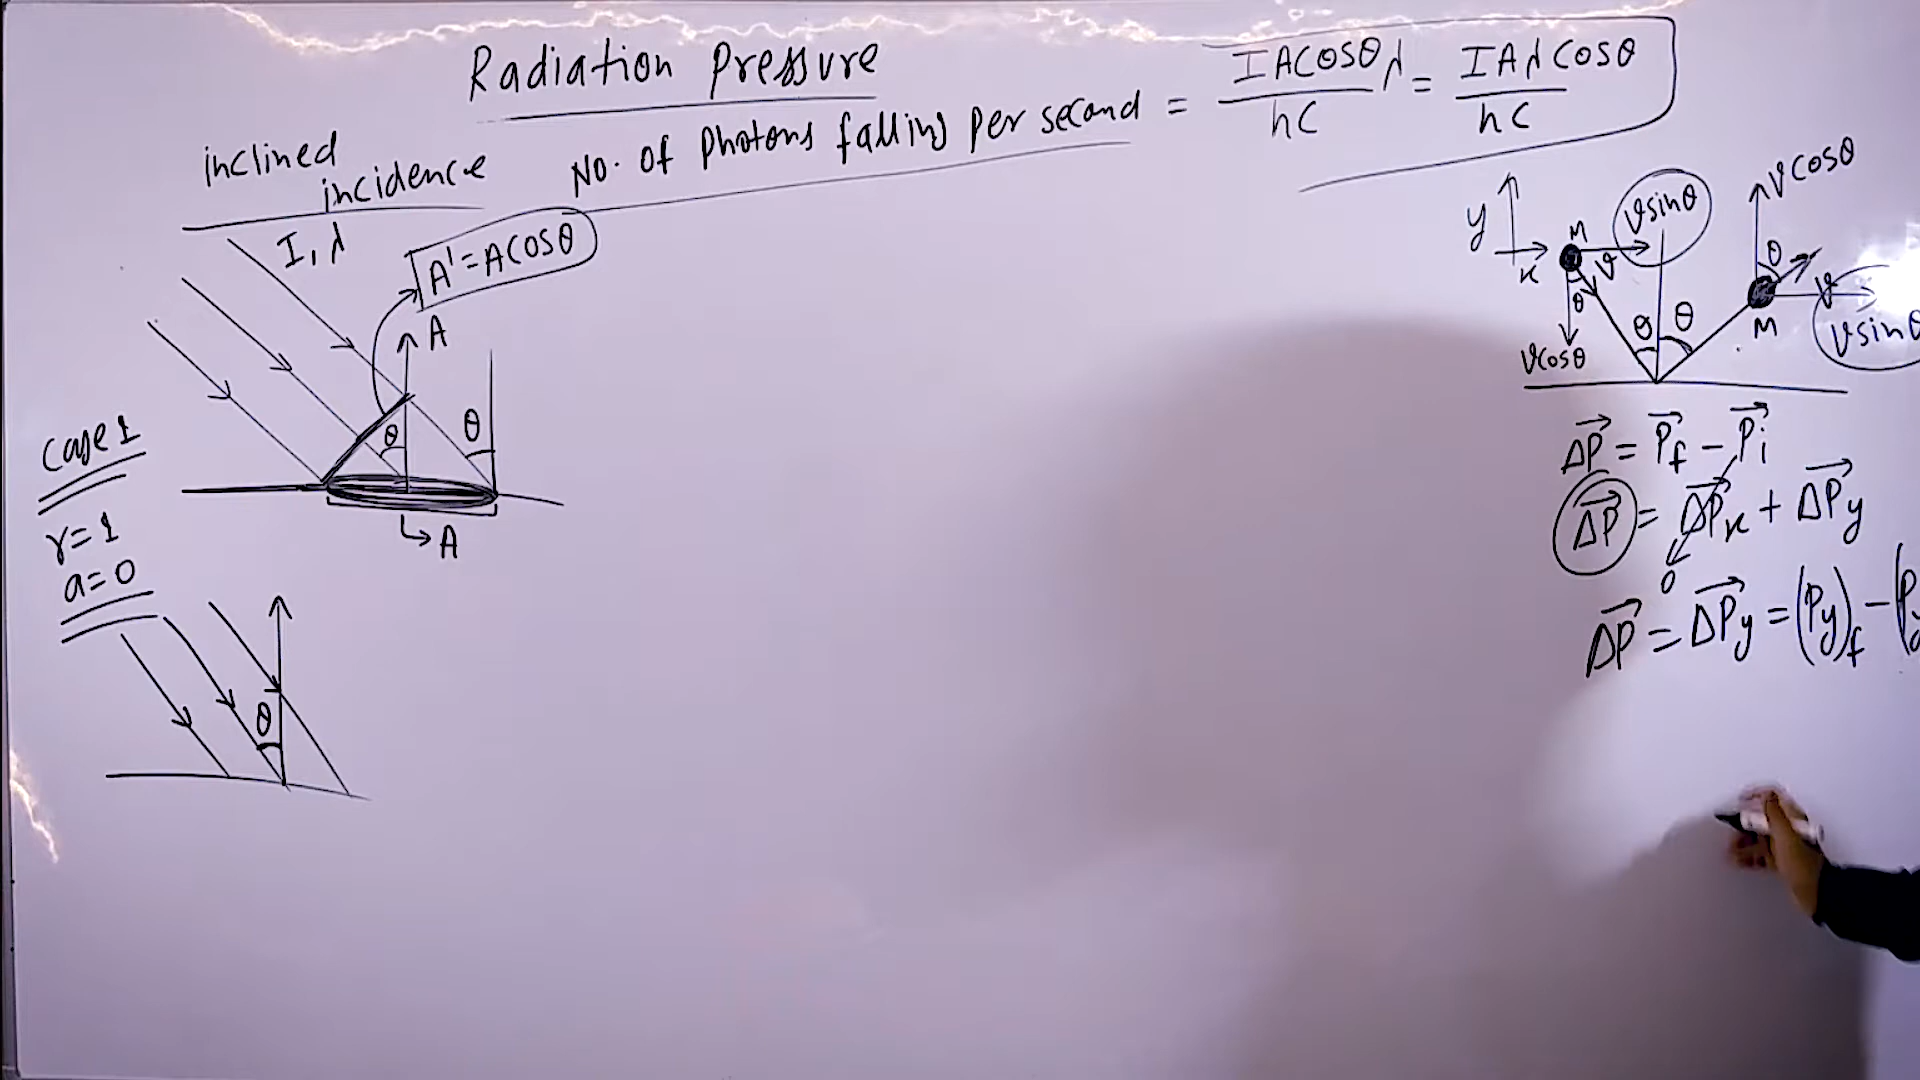 Radiation Pressure
inclined incidence
No. of Photons falling per second = IACosθλ/hC = IAλCosθ/hC
I, λ
A' = ACosθ
A
θ
θ
A
Case 1
r=1
a=0
θ
y
x
M
vsinθ
v
θ
vcosθ
θ
θ
vcosθ
θ
v
M
vsinθ
ΔP = Pf - Pi
ΔP = ΔPx + ΔPy
0
ΔP = ΔPy = (Py)f - (Py